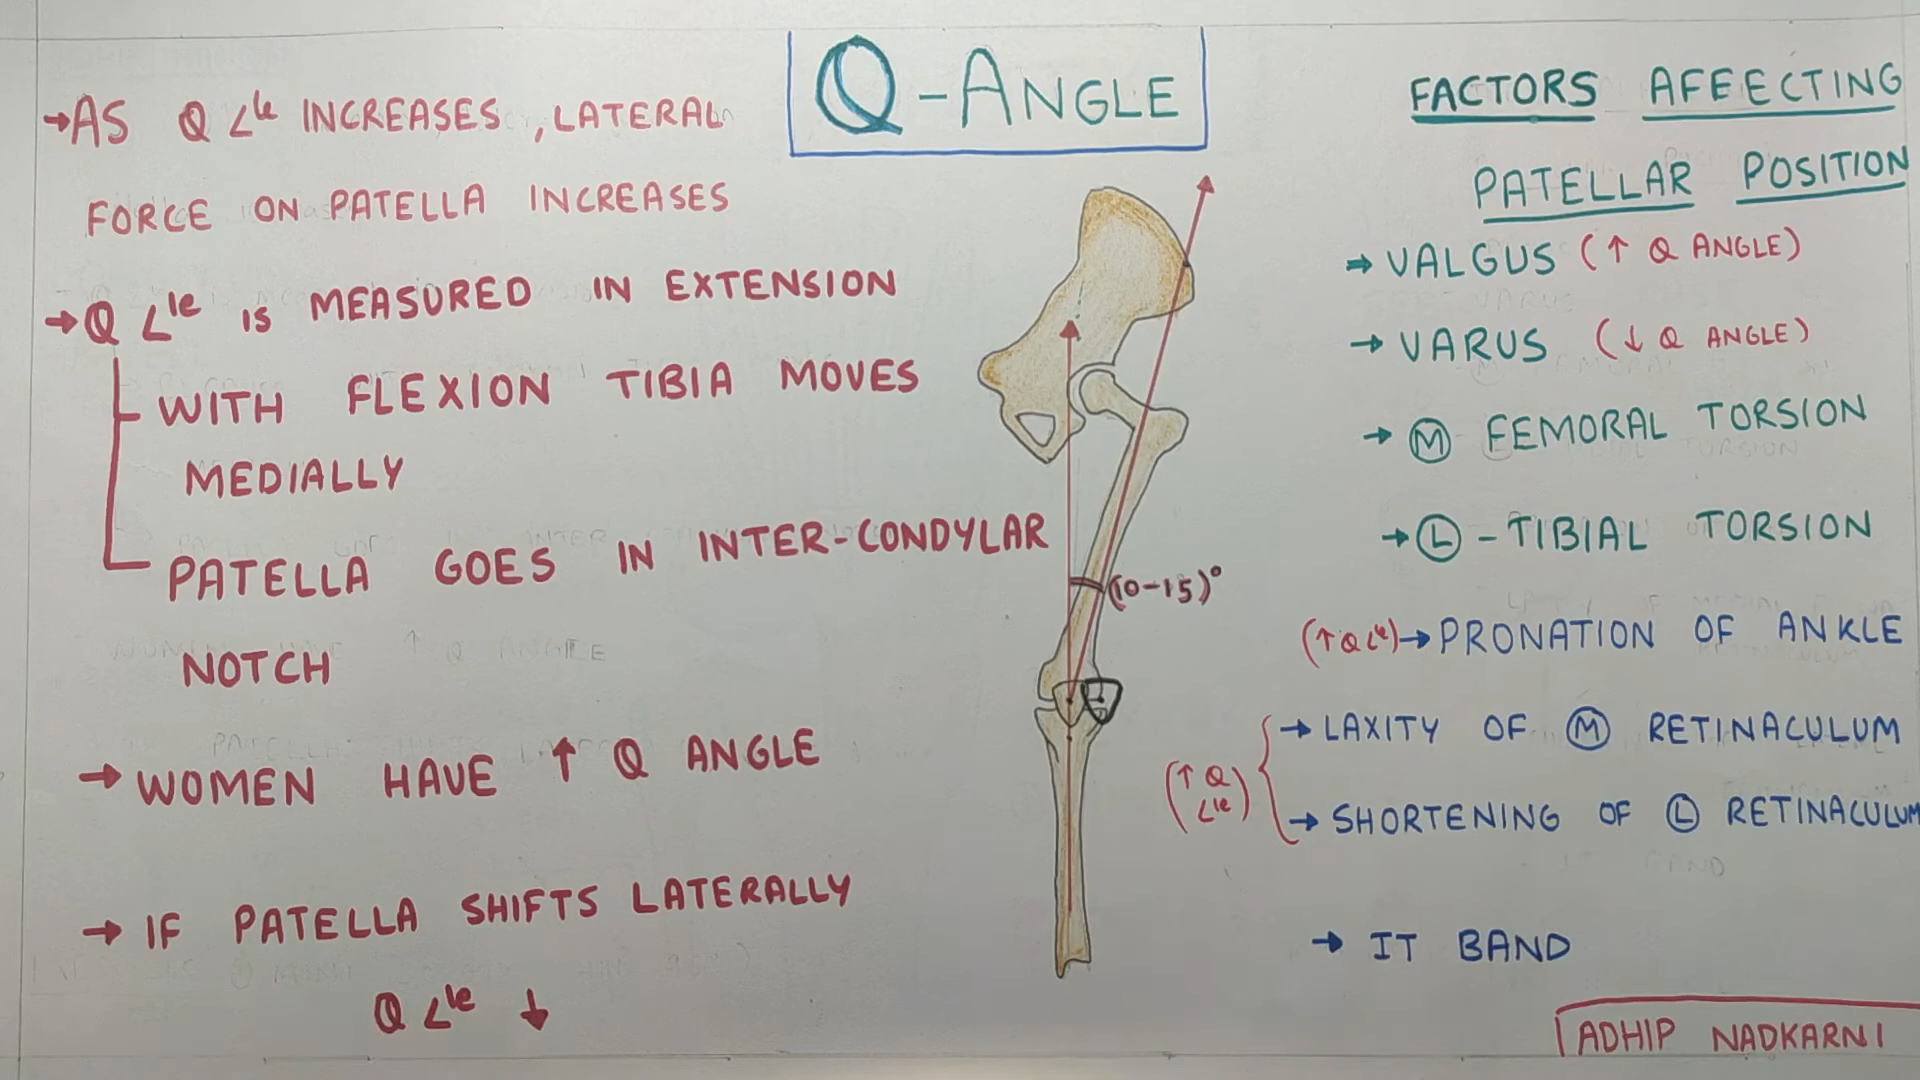 Q-ANGLE
→AS Q ∠le INCREASES, LATERAL
FORCE ON PATELLA INCREASES
→Q ∠le IS MEASURED IN EXTENSION
WITH FLEXION TIBIA MOVES
MEDIALLY
PATELLA GOES IN INTER-CONDYLAR
NOTCH
→WOMEN HAVE ↑ Q ANGLE
→IF PATELLA SHIFTS LATERALLY
Q ∠le ↓
(10-15)°
FACTORS AFFECTING
PATELLAR POSITION
→VALGUS (↑ Q ANGLE)
→VARUS (↓ Q ANGLE)
→Ⓜ FEMORAL TORSION
→Ⓛ-TIBIAL TORSION
(↑Q∠le)→PRONATION OF ANKLE
→LAXITY OF Ⓜ RETINACULUM
(↑ Q
∠le)
→SHORTENING OF Ⓛ RETINACULUM
→IT BAND
ADHIP NADKARNI